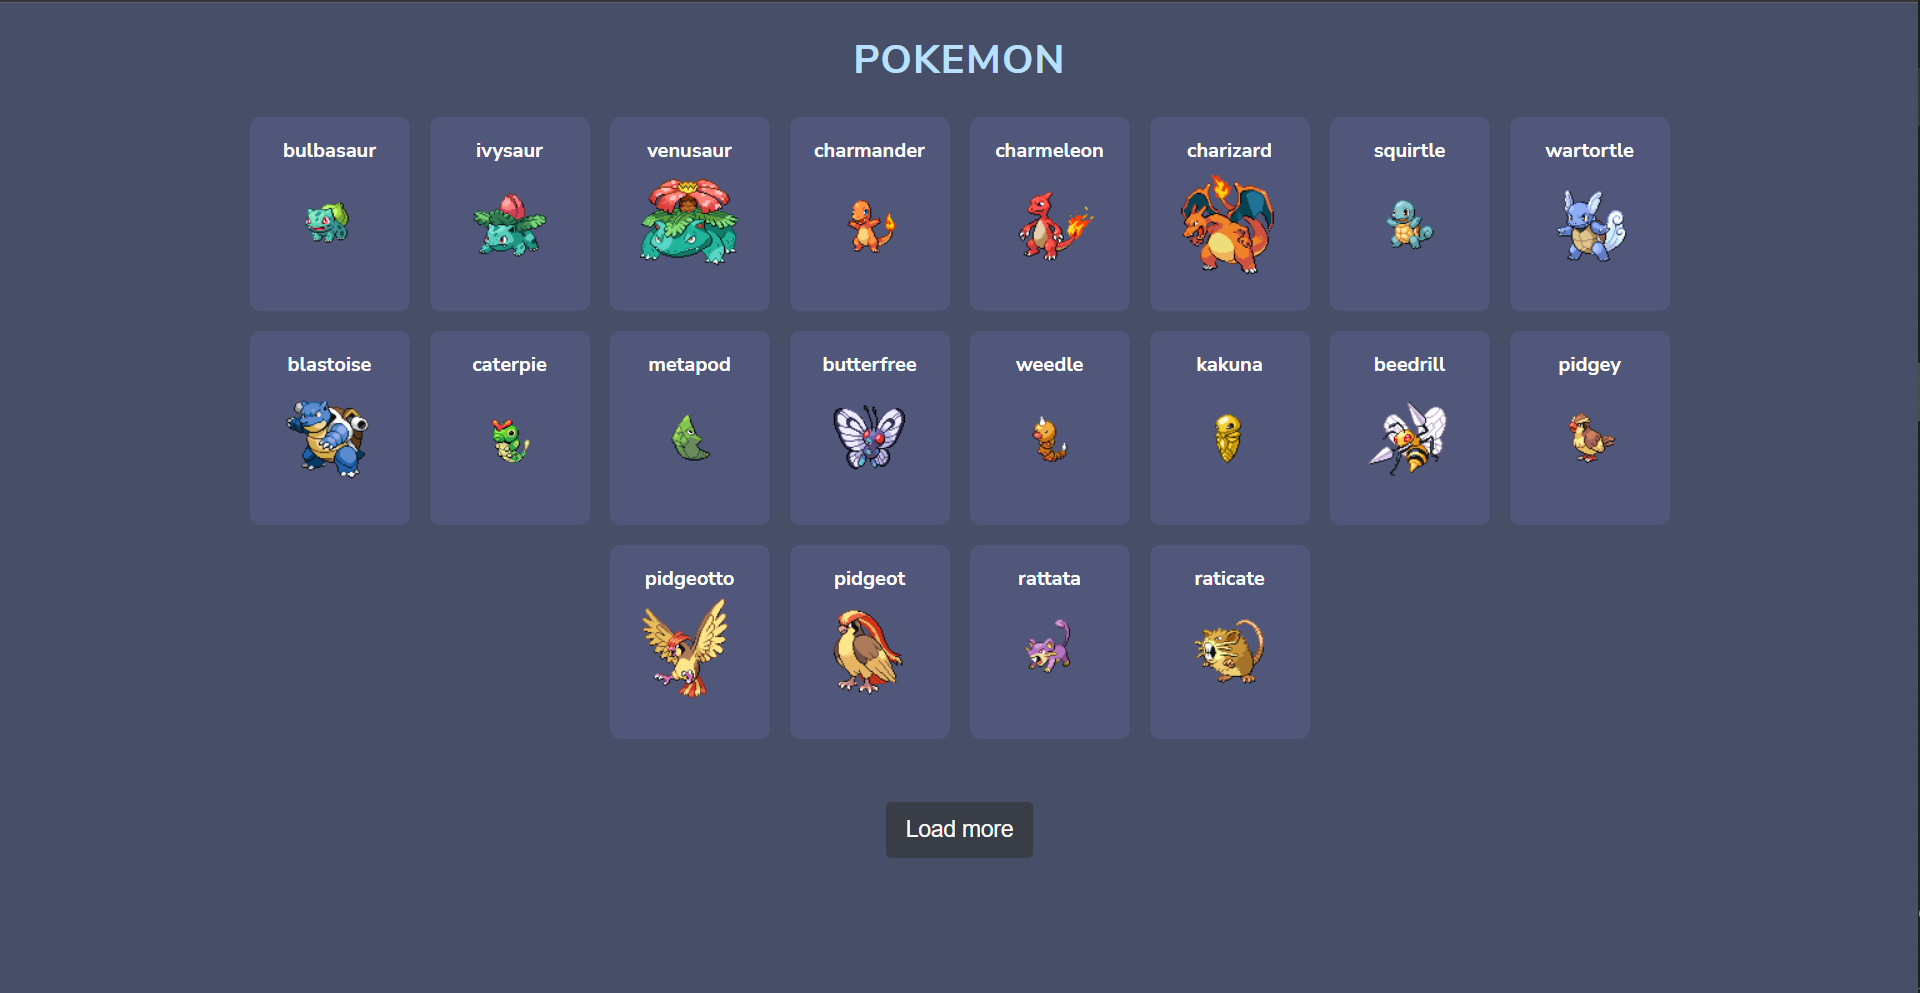 POKEMON
bulbasaur ivysaur venusaur charmander charmeleon charizard squirtle wartortle
blastoise caterpie metapod butterfree weedle kakuna beedrill pidgey
pidgeotto pidgeot rattata raticate
Load more